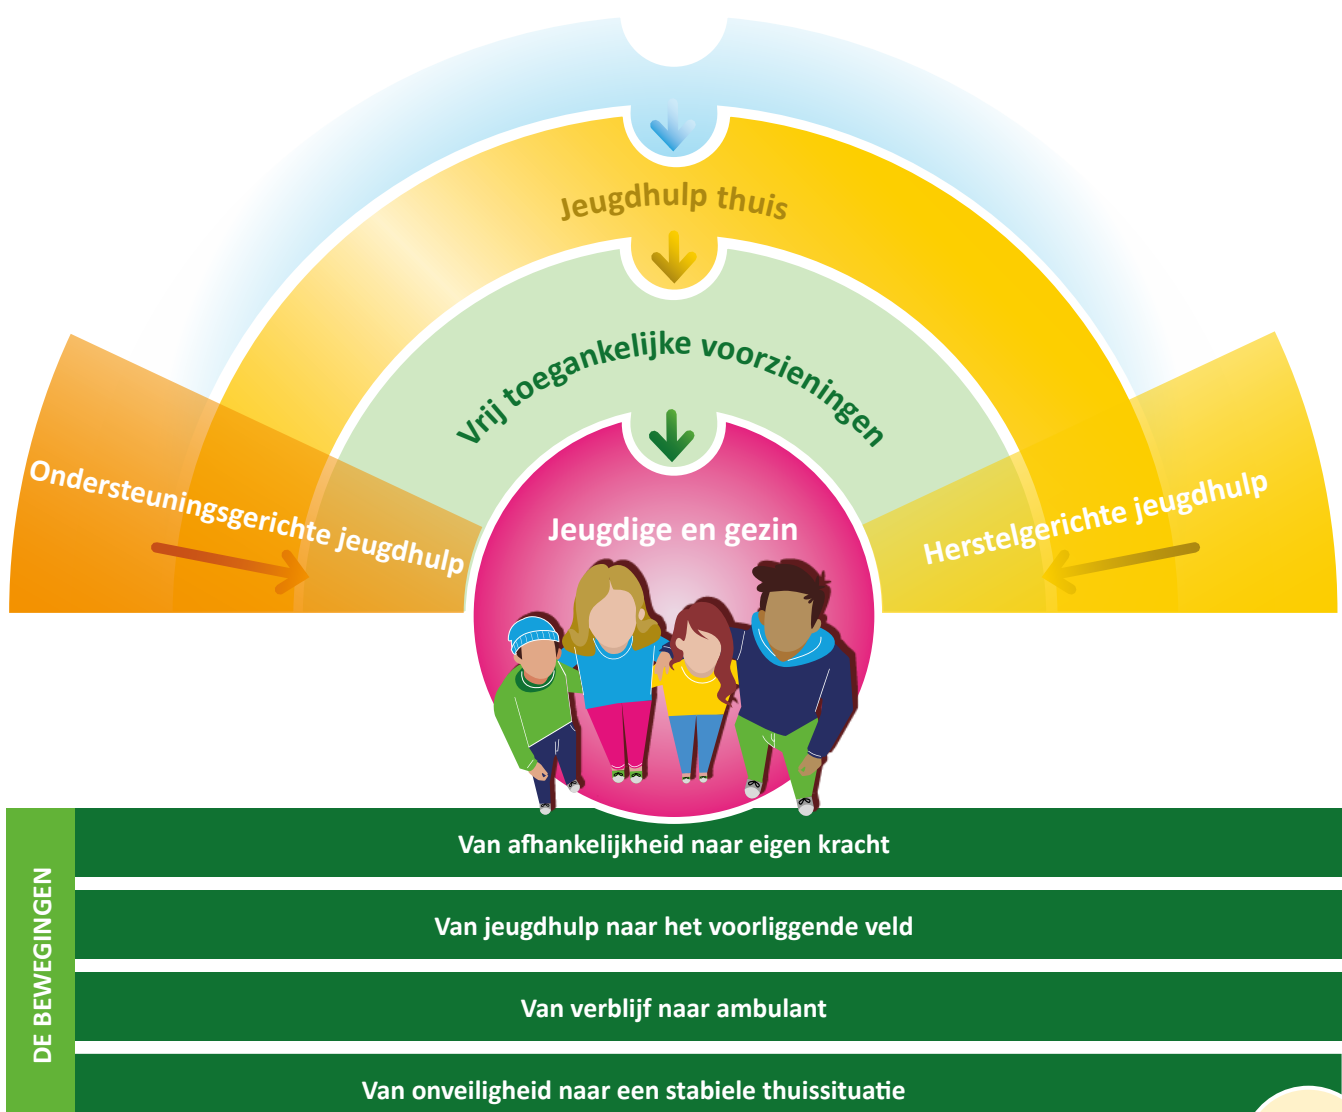 Jeugdhulp thuis
Vrij toegankelijke voorzieningen
Ondersteuningsgerichte jeugdhulp
Herstelgerichte jeugdhulp
Jeugdige en gezin
DE BEWEGINGEN
Van afhankelijkheid naar eigen kracht
Van jeugdhulp naar het voorliggende veld
Van verblijf naar ambulant
Van onveiligheid naar een stabiele thuissituatie